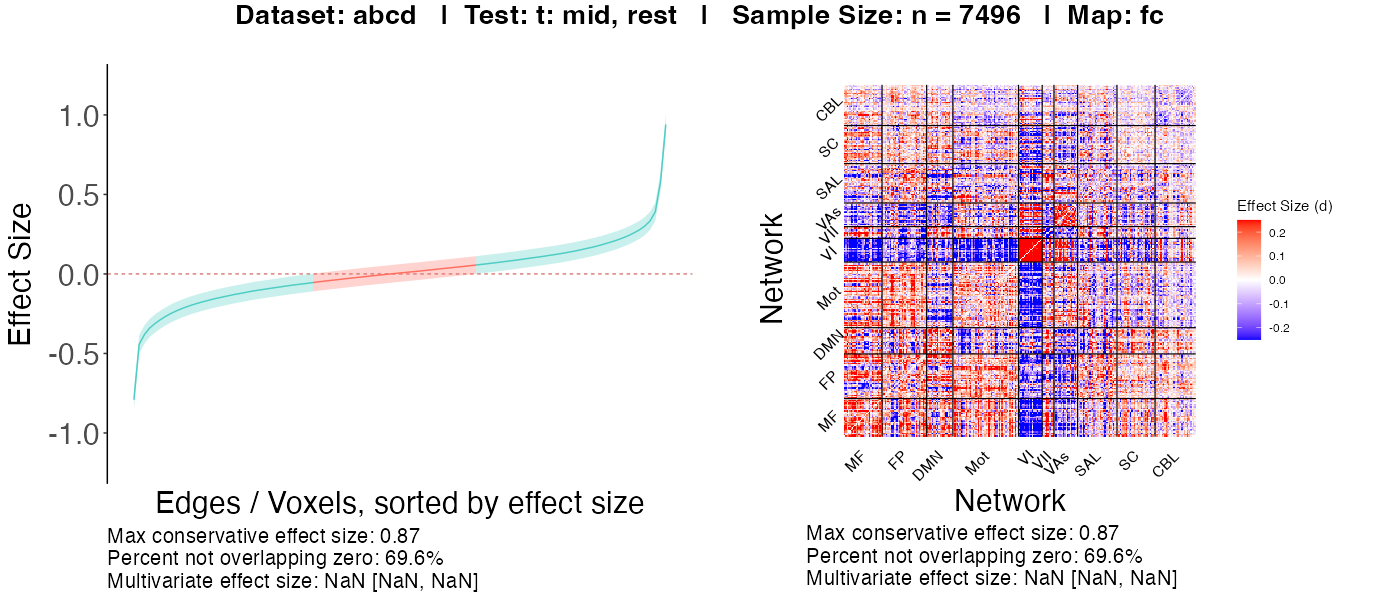 Dataset: abcd | Test: t: mid, rest | Sample Size: n = 7496 | Map: fc
Effect Size
1.0
0.5
0.0
-0.5
-1.0
Edges / Voxels, sorted by effect size
Max conservative effect size: 0.87
Percent not overlapping zero: 69.6%
Multivariate effect size: NaN [NaN, NaN]
Network
CBL
SC
SAL
VAs
VII
VI
Mot
DMN
FP
MF
MF
FP
DMN
Mot
VI
VII
VAs
SAL
SC
CBL
Network
Max conservative effect size: 0.87
Percent not overlapping zero: 69.6%
Multivariate effect size: NaN [NaN, NaN]
Effect Size (d)
0.2
0.1
0.0
-0.1
-0.2